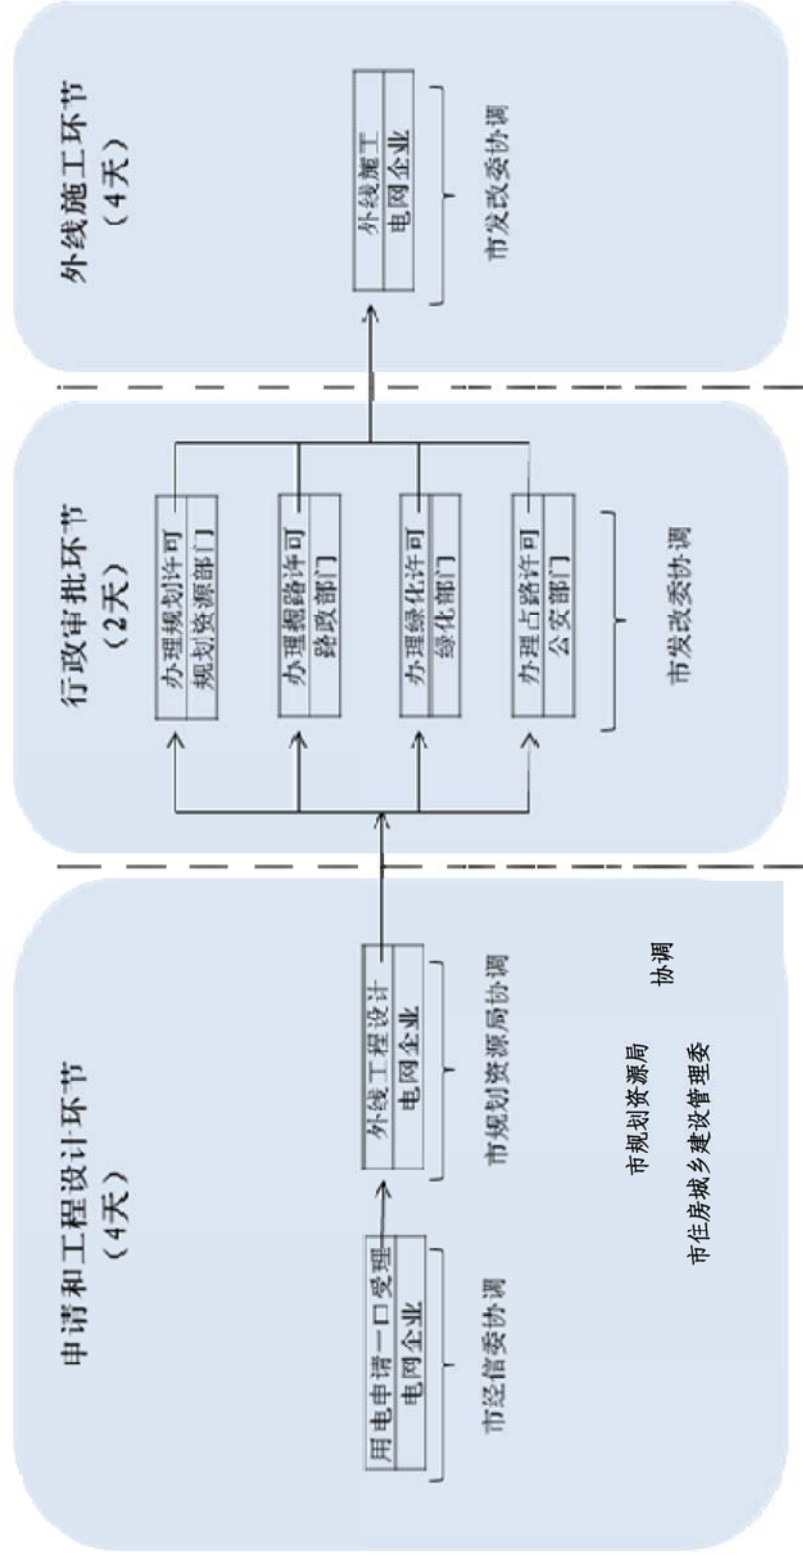 申请和工程设计环节
（4天）
用电申请一口受理
电网企业
市经信委协调
外线工程设计
电网企业
市规划资源局协调
市规划资源局
协调
市住房城乡建设管理委
行政审批环节
（2天）
办理规划许可
规划资源部门
办理掘路许可
路政部门
办理绿化许可
绿化部门
办理占路许可
公安部门
市发改委协调
外线施工环节
（4天）
外线施工
电网企业
市发改委协调